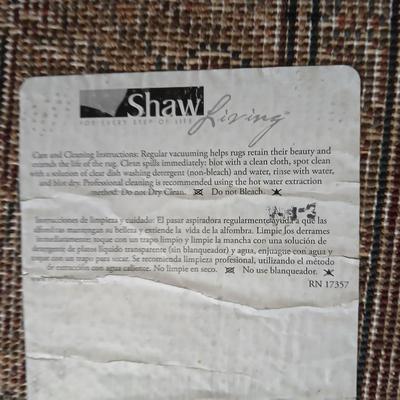 Shaw Living
FOR EVERY STEP OF LIFE
Care and Cleaning Instructions: Regular vacuuming helps rugs retain their beauty and
extends the life of the rug. Clean spills immediately: blot with a clean cloth, spot clean
with a solution of clear dish washing detergent (non-bleach) and water, rinse with water,
and blot dry. Professional cleaning is recommended using the hot water extraction
method. Do not Dry Clean. Do not Bleach.
Instrucciones de limpieza y cuidado: El pasar aspiradora regularmente ayuda a que las
alfombras mantengan su belleza y extiende la vida de la alfombra. Limpie los derrames
immediatamente: toque con un trapo limpio y limpie la mancha con una solución de
detergente de platos líquido transparente (sin blanqueador) y agua, enjuague con agua y
toque con un trapo para secar. Se recomienda limpieza profesional, utilizando el método
de extracción con agua caliente. No limpie en seco. No use blanqueador.
RN 17357